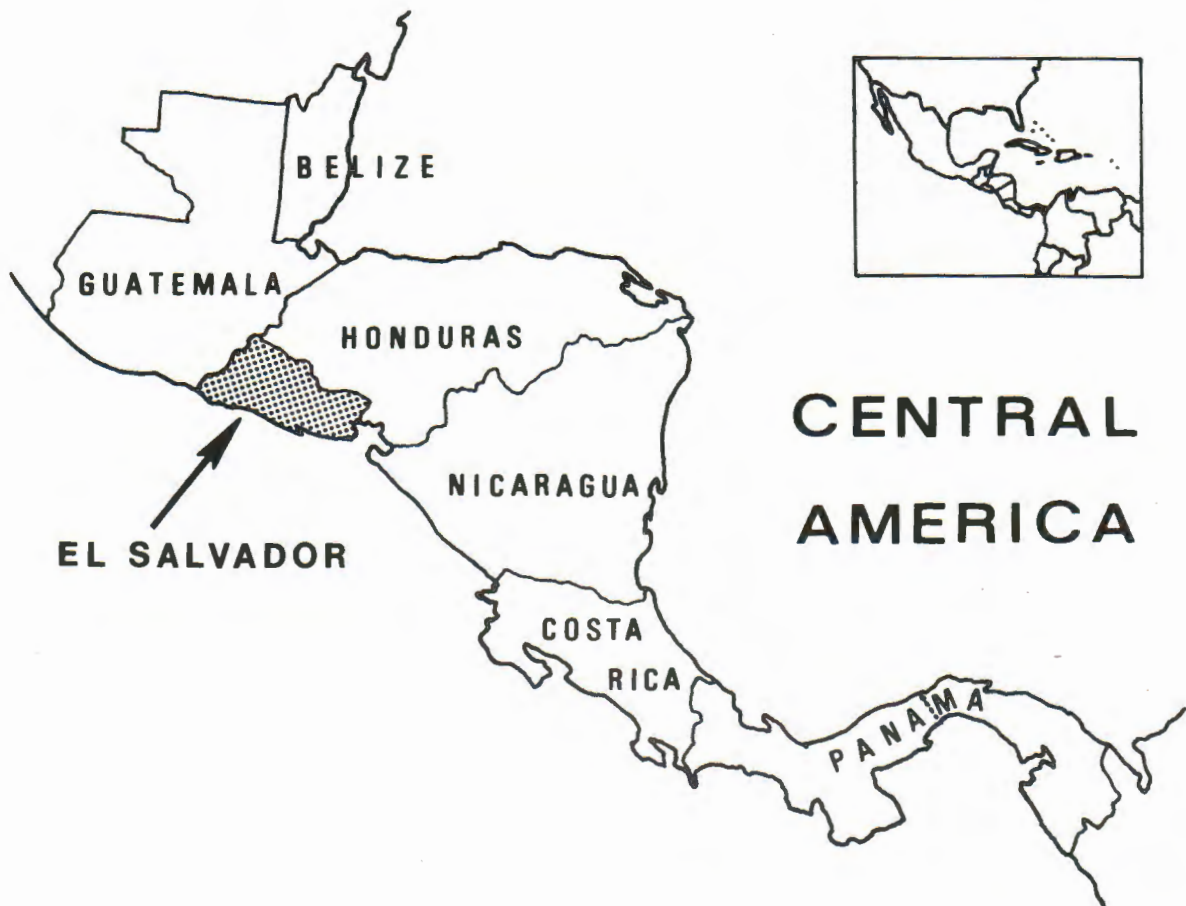 BELIZE
GUATEMALA
HONDURAS
CENTRAL
AMERICA
NICARAGUA
EL SALVADOR
COSTA
RICA
PANAMA